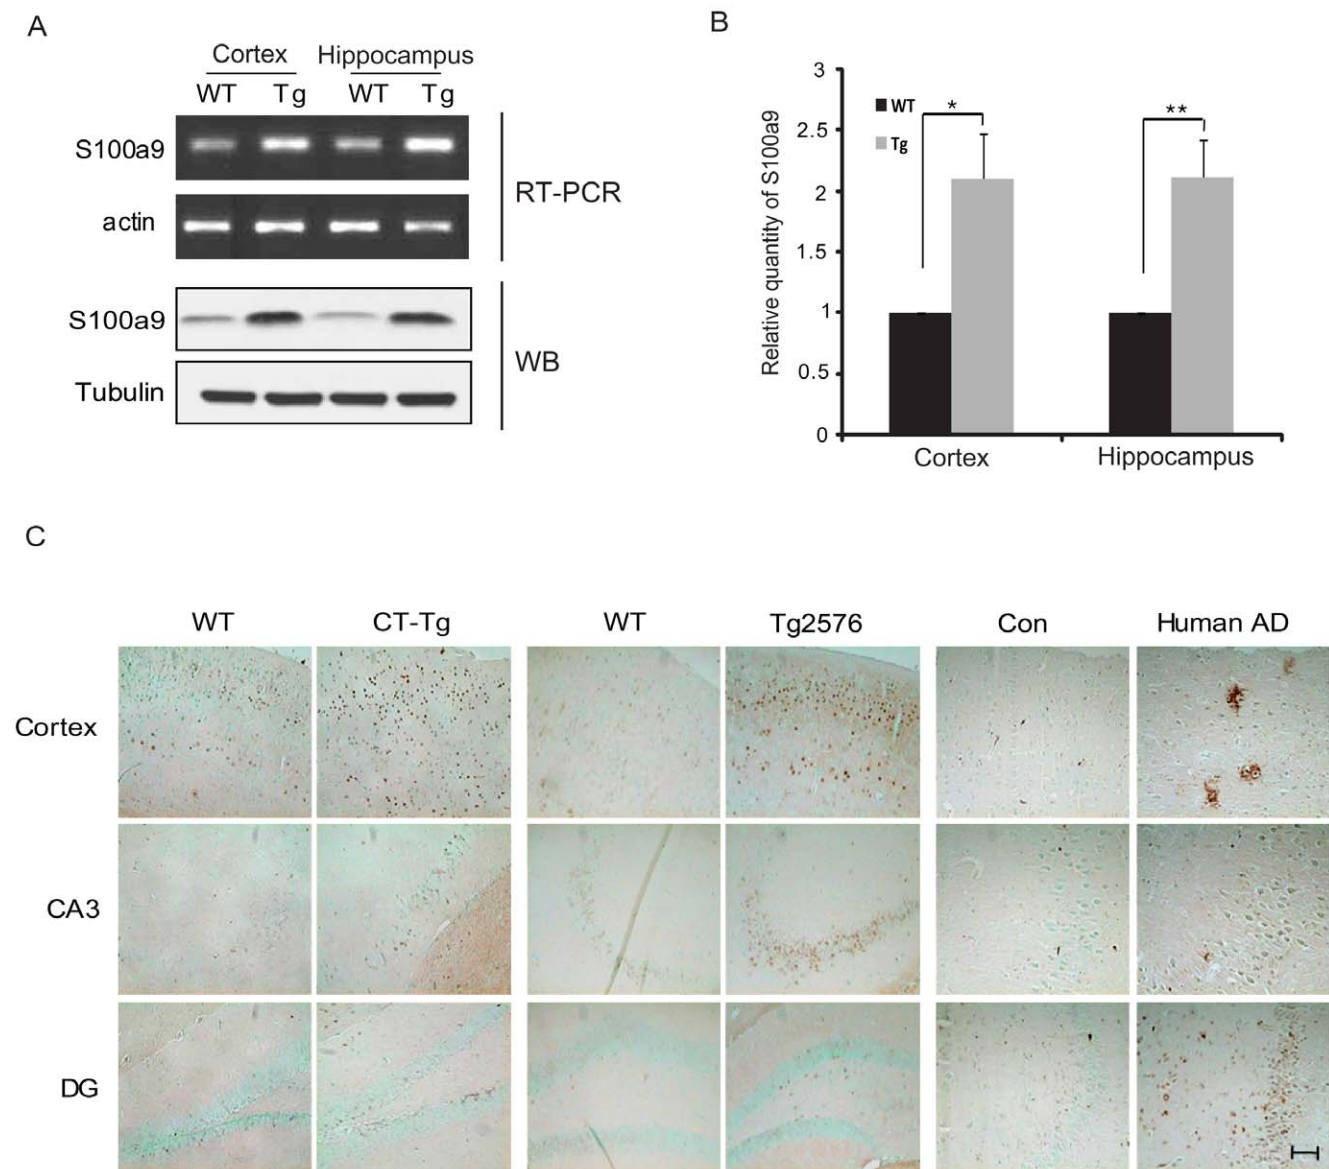 A
Cortex Hippocampus
WT Tg WT Tg
S100a9
actin
RT-PCR
S100a9
Tubulin
WB
B
3
2.5
2
1.5
1
0.5
0
Relative quantity of S100a9
WT
Tg
*
**
Cortex Hippocampus
C
WT CT-Tg WT Tg2576 Con Human AD
Cortex
CA3
DG